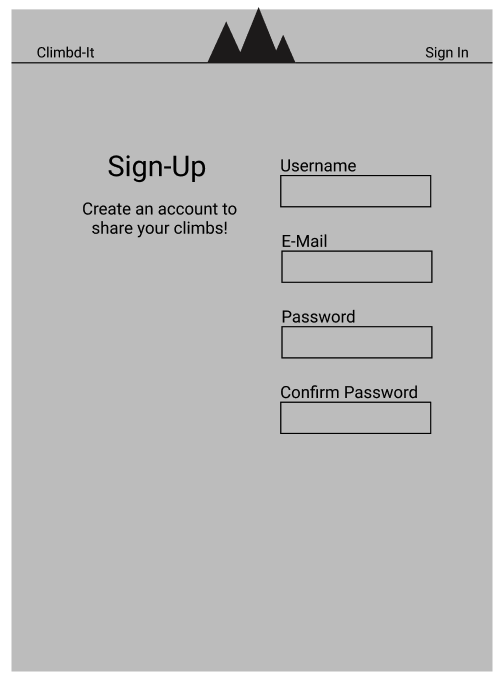 Climbd-It
Sign In
Sign-Up
Create an account to
share your climbs!
Username
E-Mail
Password
Confirm Password